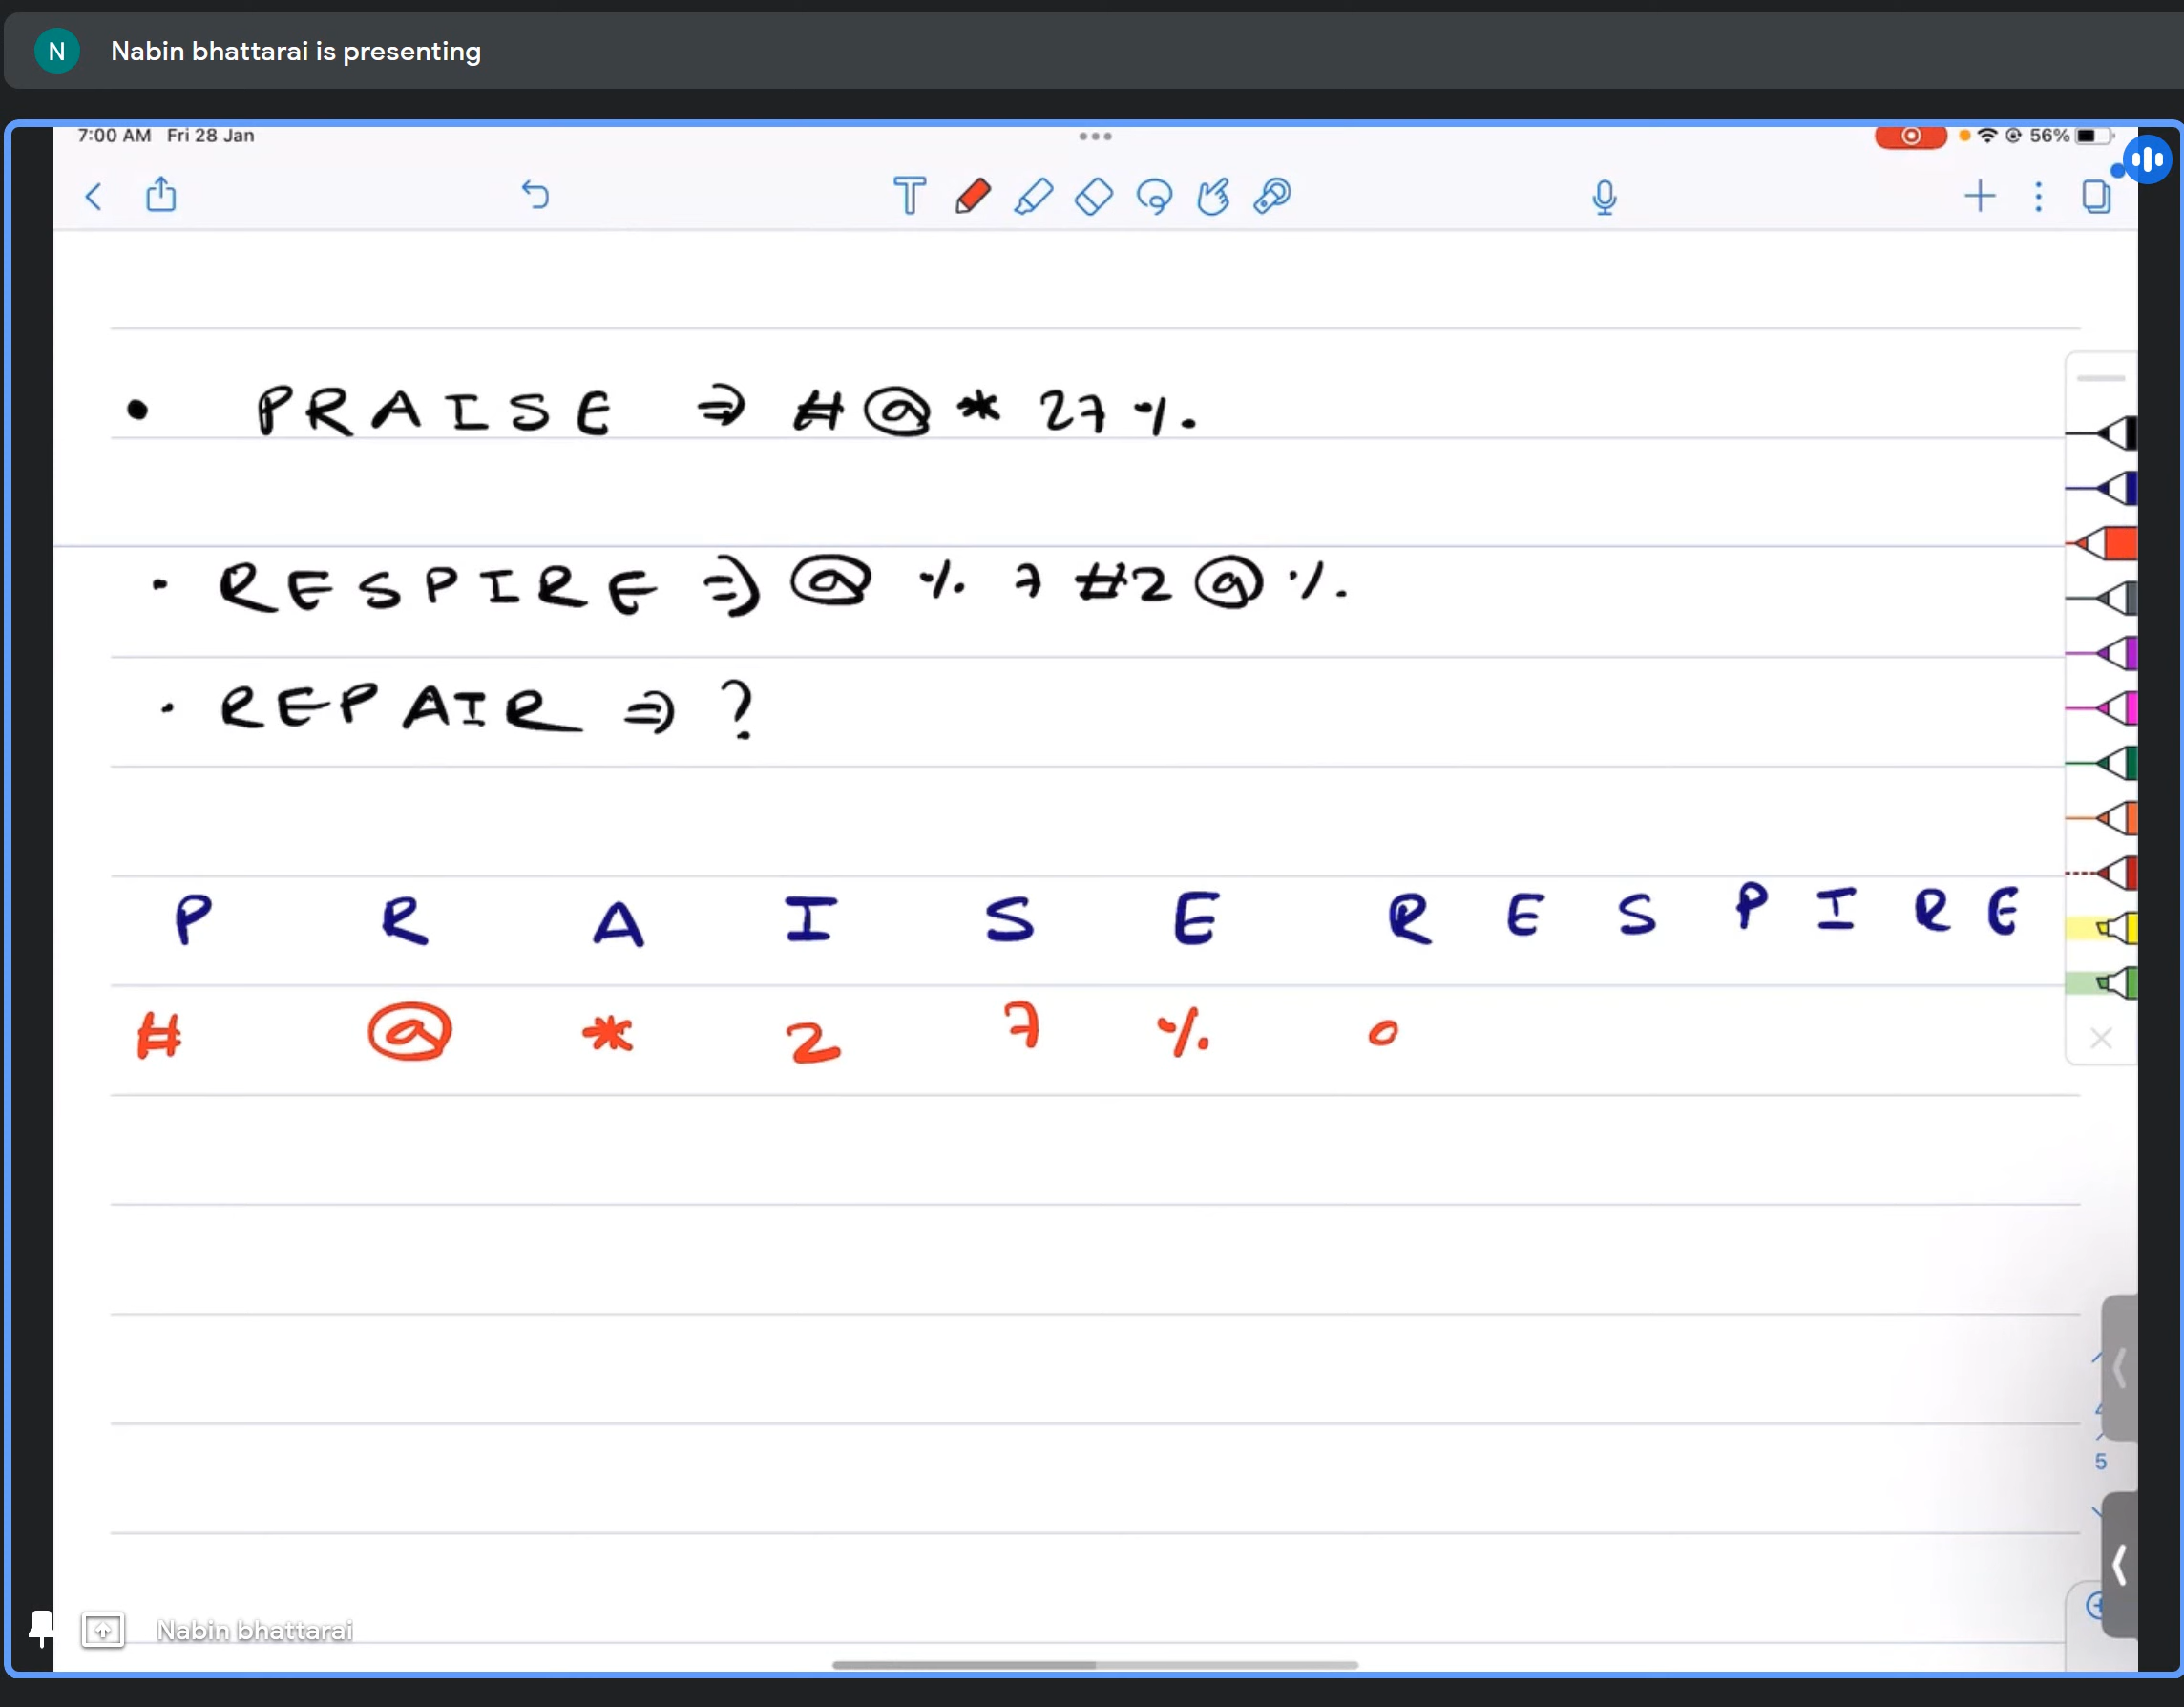 N Nabin bhattarai is presenting
7:00 AM Fri 28 Jan 56%
• PRAISE ⇒ #@*27%
· RESPIRE ⇒ @%7#2@%
· REPAIR ⇒ ?
P R A I S E R E S P I R E
# @ * 2 7 %
5
Nabin bhattarai